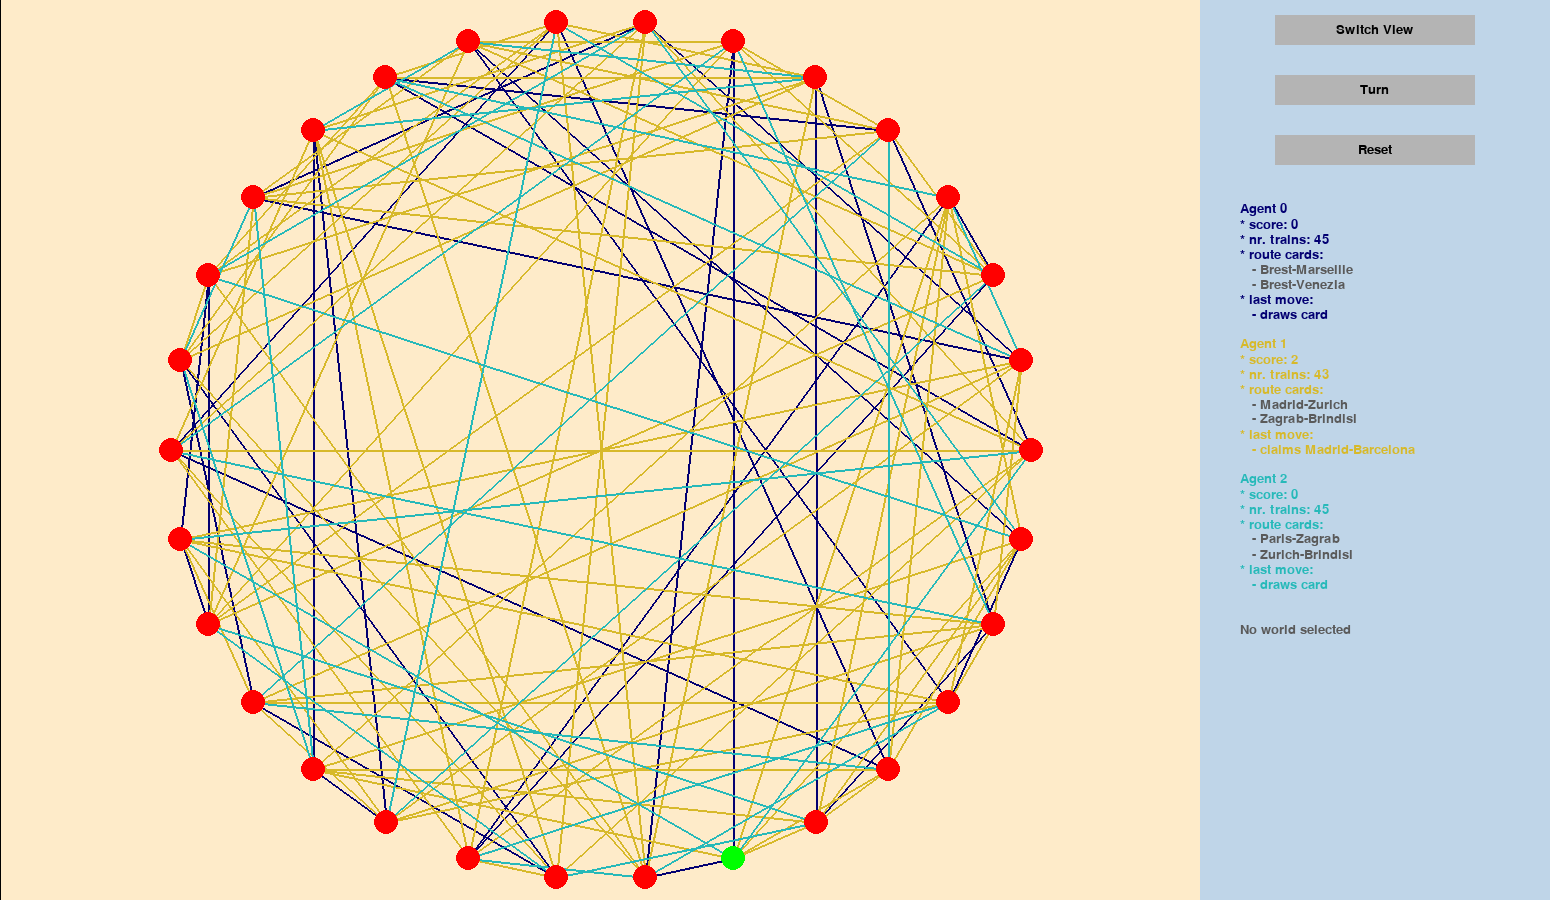 Switch View
Turn
Reset
Agent 0
* score: 0
* nr. trains: 45
* route cards:
- Brest-Marseille
- Brest-Venezia
* last move:
- draws card
Agent 1
* score: 2
* nr. trains: 43
* route cards:
- Madrid-Zurich
- Zagrab-Brindisi
* last move:
- claims Madrid-Barcelona
Agent 2
* score: 0
* nr. trains: 45
* route cards:
- Paris-Zagrab
- Zurich-Brindisi
* last move:
- draws card
No world selected